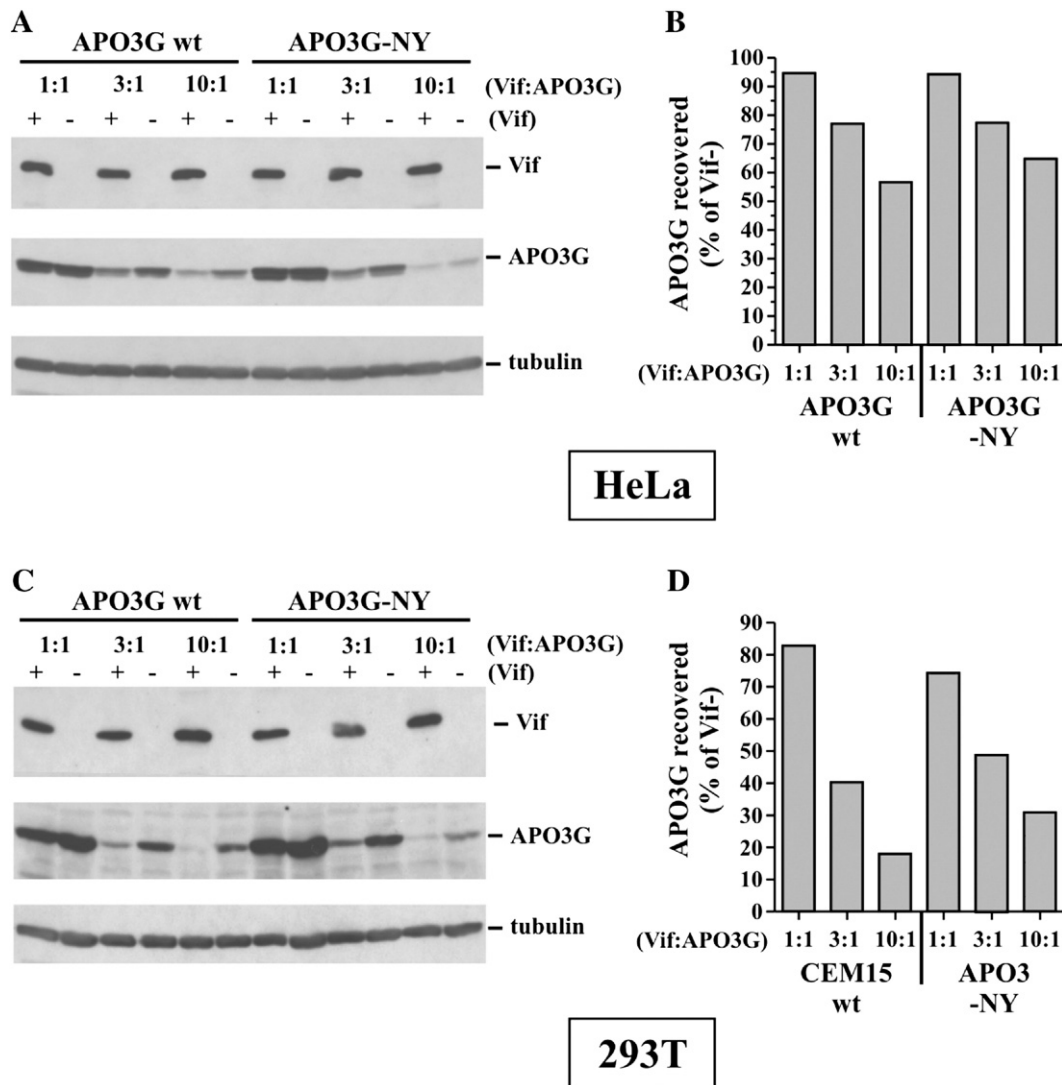 A
APO3G wt APO3G-NY
1:1 3:1 10:1 1:1 3:1 10:1 (Vif:APO3G)
+ - + - + - + - + - + - (Vif)
– Vif
– APO3G
– tubulin
B
APO3G recovered
(% of Vif-)
100
95
90
80
70
60
50
40
30
20
10
0
(Vif:APO3G) 1:1 3:1 10:1 1:1 3:1 10:1
APO3G APO3G
wt -NY
HeLa
C
APO3G wt APO3G-NY
1:1 3:1 10:1 1:1 3:1 10:1 (Vif:APO3G)
+ - + - + - + - + - + - (Vif)
– Vif
– APO3G
– tubulin
D
APO3G recovered
(% of Vif-)
90
80
70
60
50
40
30
20
10
0
(Vif:APO3G) 1:1 3:1 10:1 1:1 3:1 10:1
CEM15 APO3
wt -NY
293T